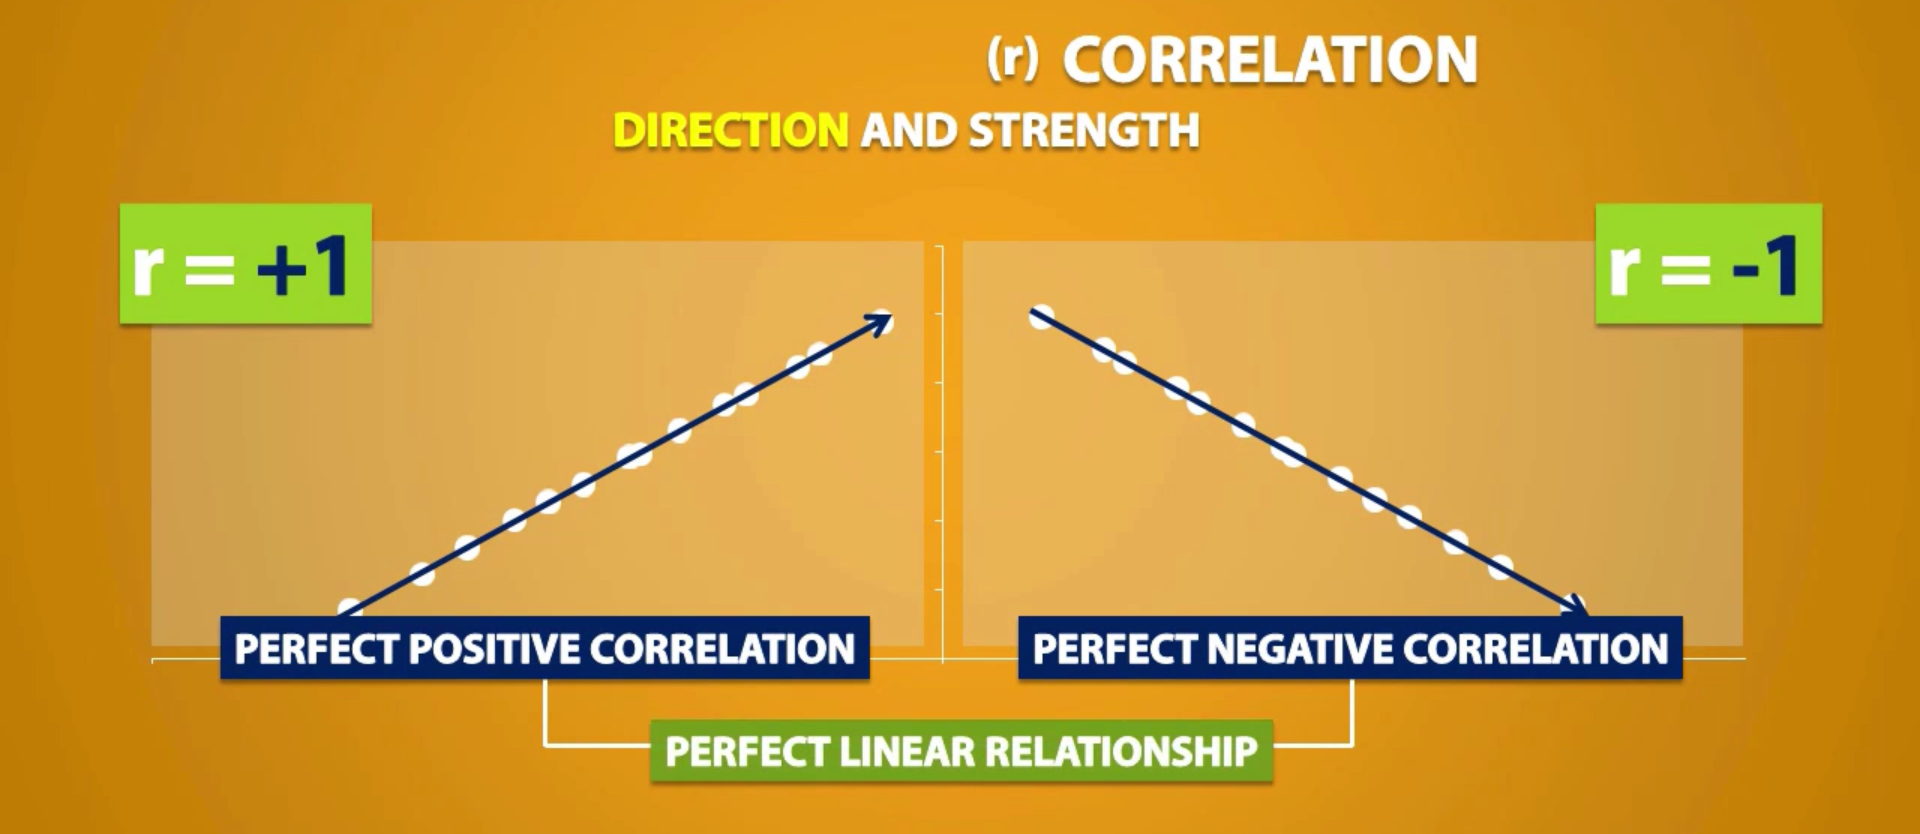 (r) CORRELATION
DIRECTION AND STRENGTH
r = +1
r = -1
PERFECT POSITIVE CORRELATION
PERFECT NEGATIVE CORRELATION
PERFECT LINEAR RELATIONSHIP